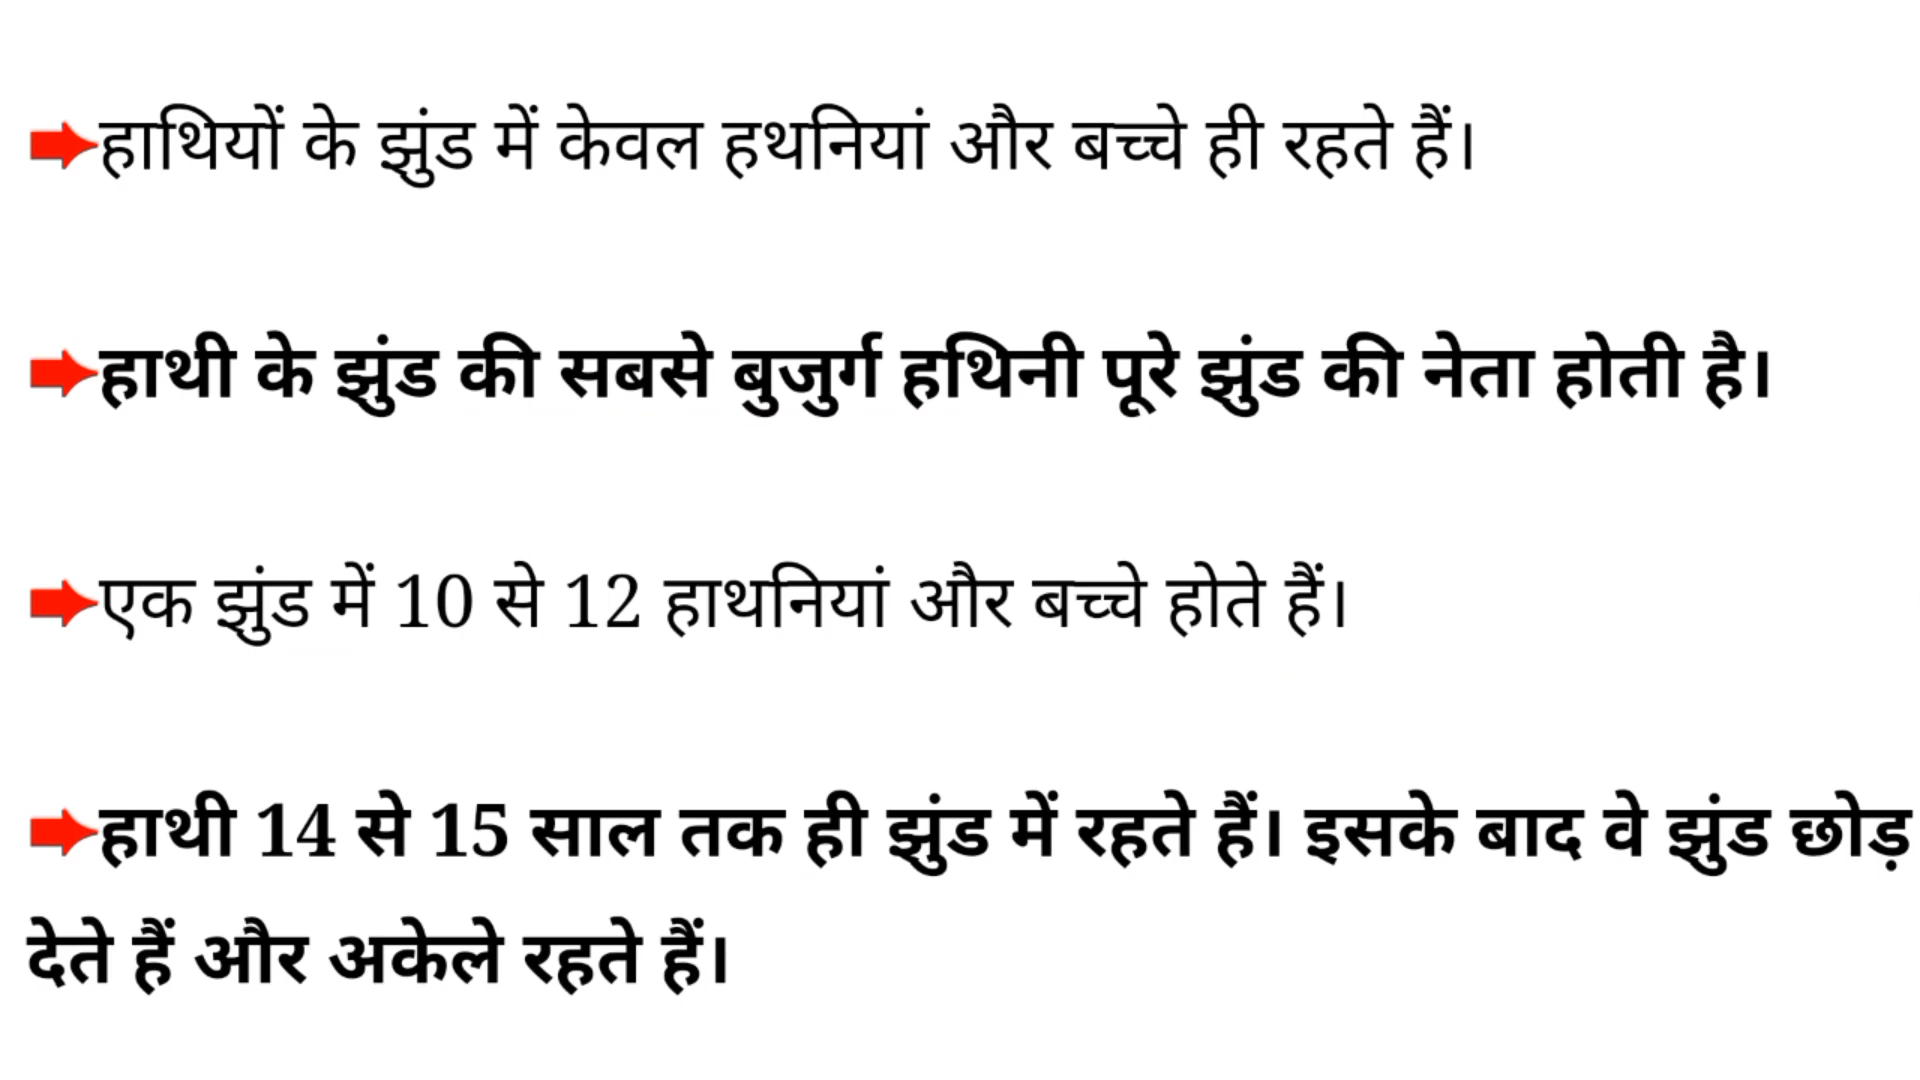 हाथियों के झुंड में केवल हथनियां और बच्चे ही रहते हैं।
हाथी के झुंड की सबसे बुजुर्ग हथिनी पूरे झुंड की नेता होती है।
एक झुंड में 10 से 12 हाथनियां और बच्चे होते हैं।
हाथी 14 से 15 साल तक ही झुंड में रहते हैं। इसके बाद वे झुंड छोड़
देते हैं और अकेले रहते हैं।